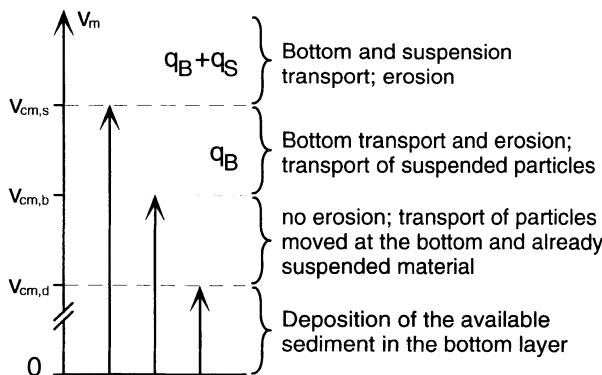 vm
qB+qS
Bottom and suspension
transport; erosion
vcm,s
qB
Bottom transport and erosion;
transport of suspended particles
vcm,b
no erosion; transport of particles
moved at the bottom and already
suspended material
vcm,d
Deposition of the available
sediment in the bottom layer
0